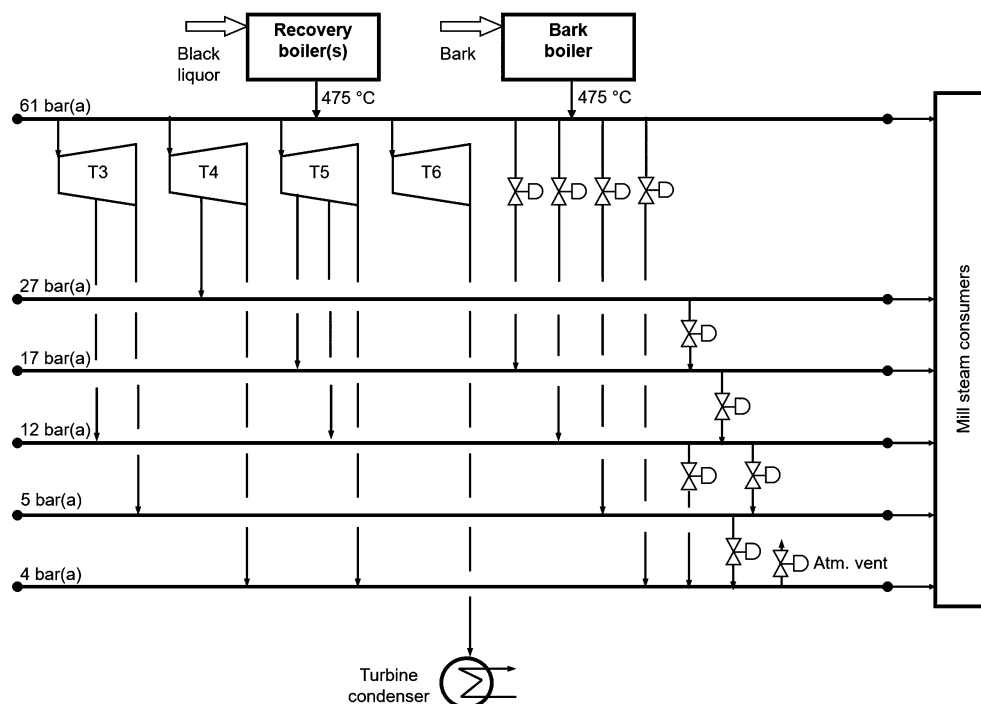 Recovery
boiler(s)
Bark
boiler
Black
liquor
Bark
475 °C
475 °C
61 bar(a)
T3
T4
T5
T6
27 bar(a)
17 bar(a)
12 bar(a)
5 bar(a)
4 bar(a)
Atm. vent
Mill steam consumers
Turbine
condenser